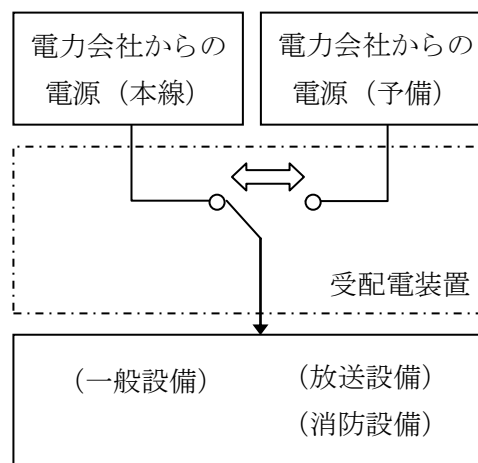 電力会社からの
電源（本線）
電力会社からの
電源（予備）
受配電装置
（一般設備）
（放送設備）
（消防設備）